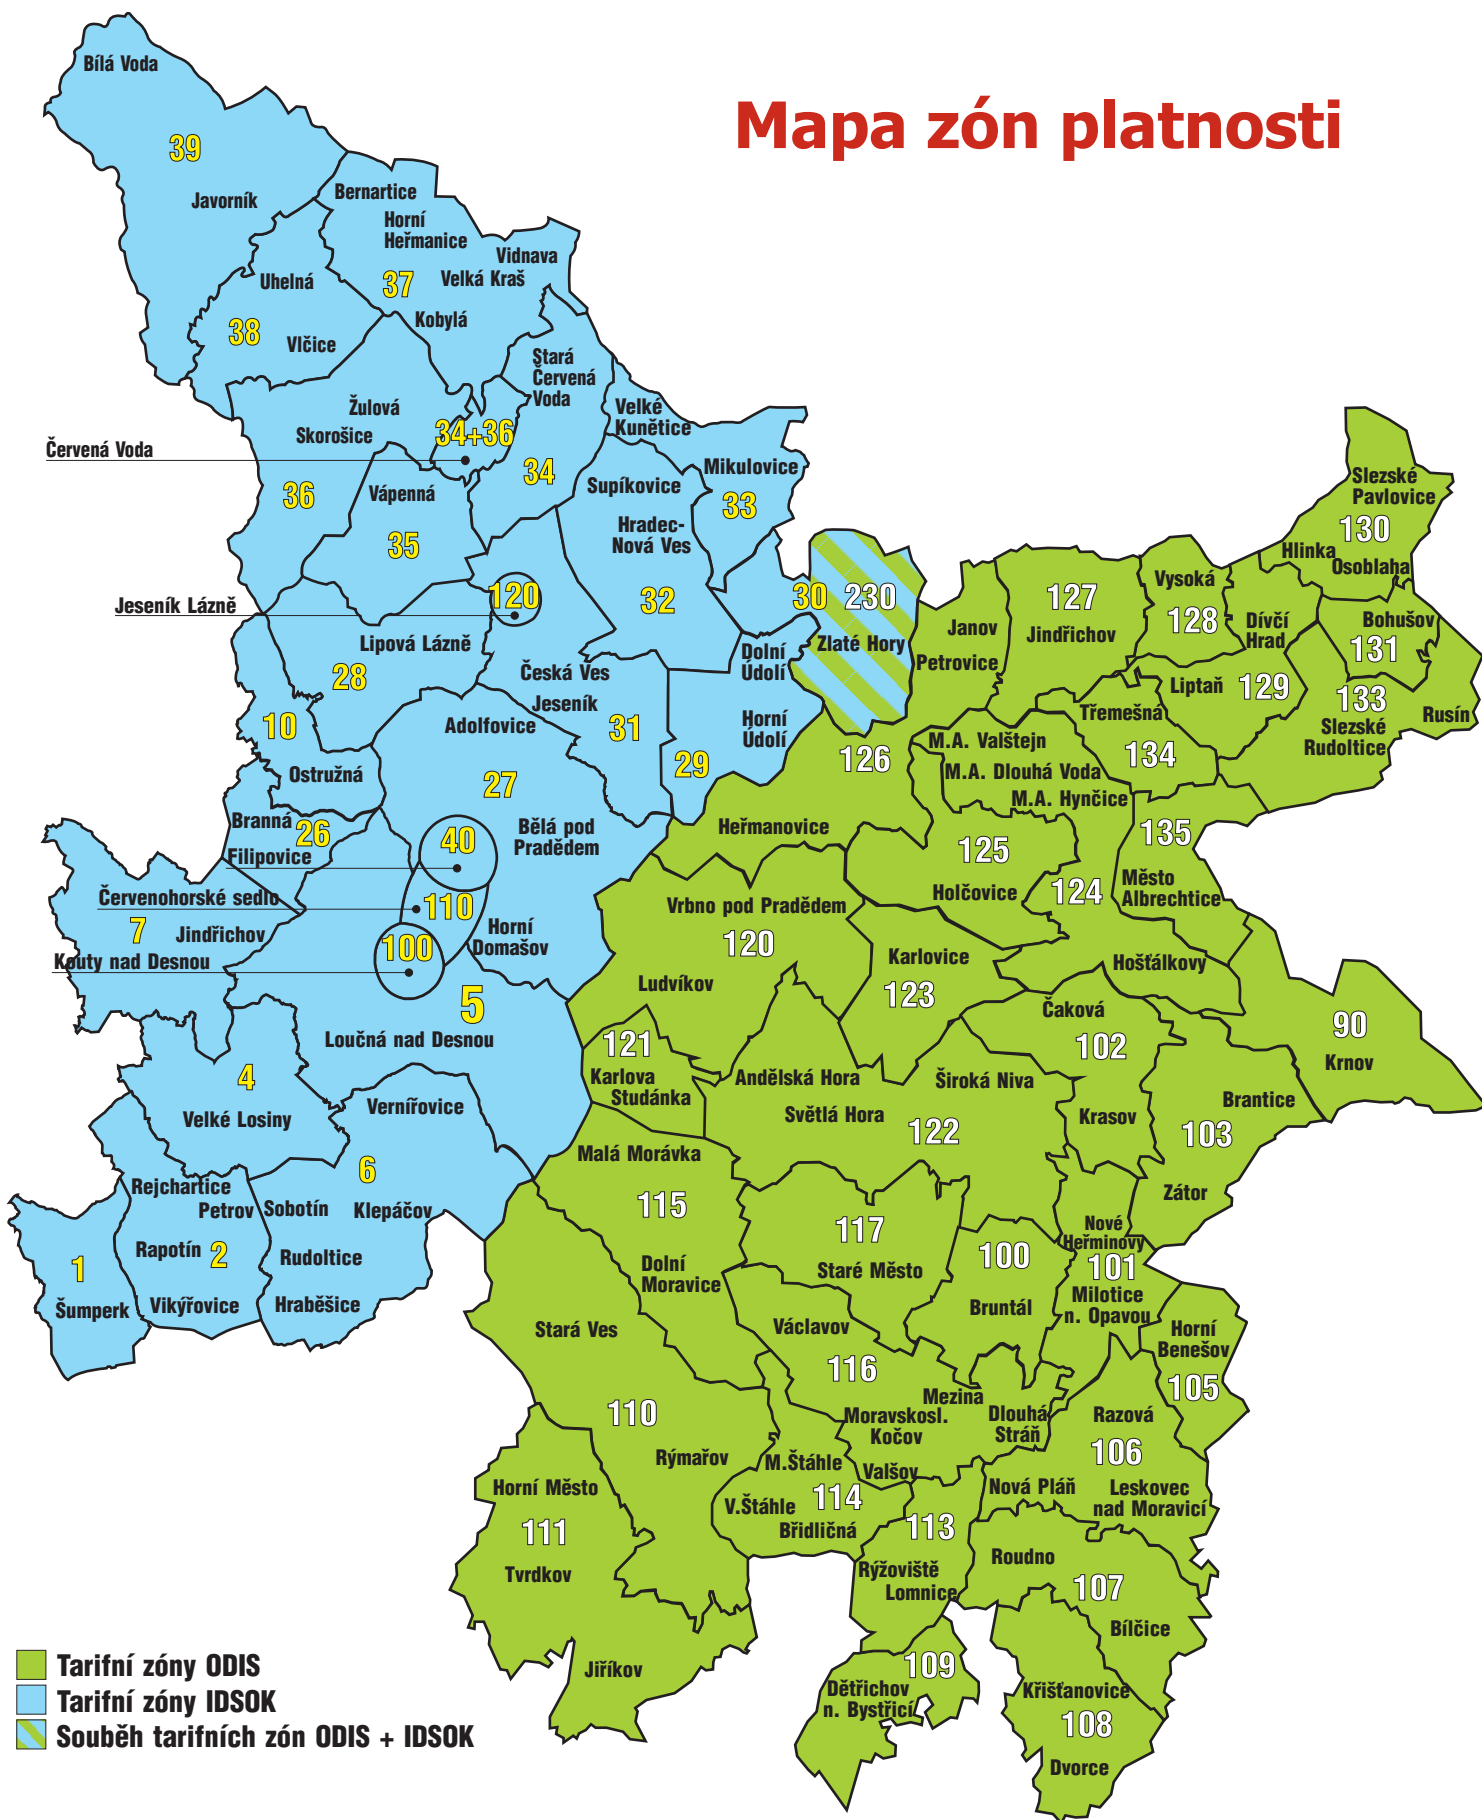 Mapa zón platnosti
Bílá Voda
39
Javorník
Bernartice
Horní
Heřmanice
Vidnava
37
Velká Kraš
Kobylá
Uhelná
38
Vlčice
Stará
Červená
Voda
Žulová
Skorošice
34+36
Červená Voda
34
36
Vápenná
35
Velké
Kunětice
Mikulovice
33
Supíkovice
Hradec-
Nová Ves
32
120
Jeseník Lázně
30
230
Zlaté Hory
Dolní
Údolí
Horní
Údolí
29
Lipová Lázně
28
Česká Ves
Jeseník
31
10
Ostružná
Adolfovice
27
Bělá pod
Pradědem
Branná
26
Filipovice
40
Červenohorské sedlo
110
7
Jindřichov
Kouty nad Desnou
100
Horní
Domašov
5
Loučná nad Desnou
4
Velké Losiny
Vernířovice
6
Rejchartice
Petrov
Sobotín
Klepáčov
Rapotín
2
Rudoltice
1
Šumperk
Vikýřovice
Hraběšice
Slezské
Pavlovice
130
Hlinka
Osoblaha
Vysoká
128
Dívčí
Hrad
Bohušov
131
127
Jindřichov
Janov
Petrovice
Liptaň
129
133
Slezské
Rudoltice
Rusín
Třemešná
134
126
M.A. Valštejn
M.A. Dlouhá Voda
M.A. Hynčice
Heřmanovice
125
Holčovice
124
135
Město
Albrechtice
Vrbno pod Pradědem
120
Ludvíkov
Karlovice
123
Hošťálkovy
Čaková
102
90
Krnov
121
Karlova
Studánka
Andělská Hora
Světlá Hora
Široká Niva
122
Krasov
Brantice
103
Zátor
Malá Morávka
115
Dolní
Moravice
117
Staré Město
100
Bruntál
Nové
Heřminovy
101
Milotice
n. Opavou
Horní
Benešov
105
Stará Ves
110
Rýmařov
Václavov
116
Mezina
Moravskosl.
Kočov
Dlouhá
Stráň
Valšov
Razová
106
Nová Pláň
Leskovec
nad Moravicí
M.Štáhle
V.Štáhle
114
Břidličná
113
Rýžoviště
Lomnice
Horní Město
111
Tvrdkov
Jiříkov
Roudno
107
Bílčice
109
Dětřichov
n. Bystřicí
Křišťanovice
108
Dvorce
Tarifní zóny ODIS
Tarifní zóny IDSOK
Souběh tarifních zón ODIS + IDSOK